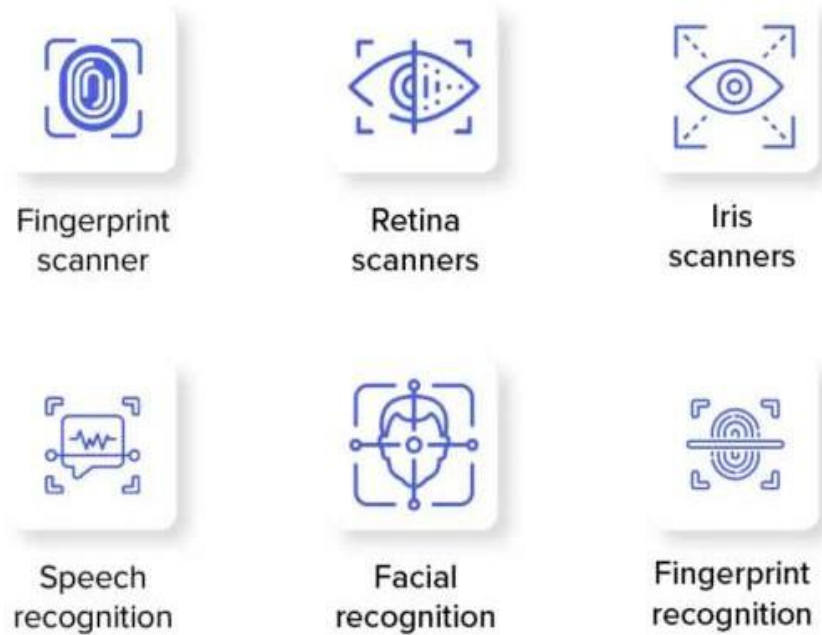 Fingerprint
scanner
Retina
scanners
Iris
scanners
Speech
recognition
Facial
recognition
Fingerprint
recognition